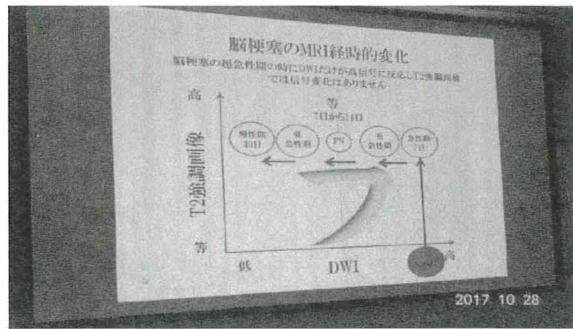 脳梗塞のMRI経時的変化
脳梗塞の超急性期の時にDWIだけが高信号に反応しT2強調画像
では信号変化はありません
高
等
7日から14日
慢性期
亜
急性期
PN
亜
急性期
急性期
7日
T2強調画像
等
低
DWI
高
2017 10 28